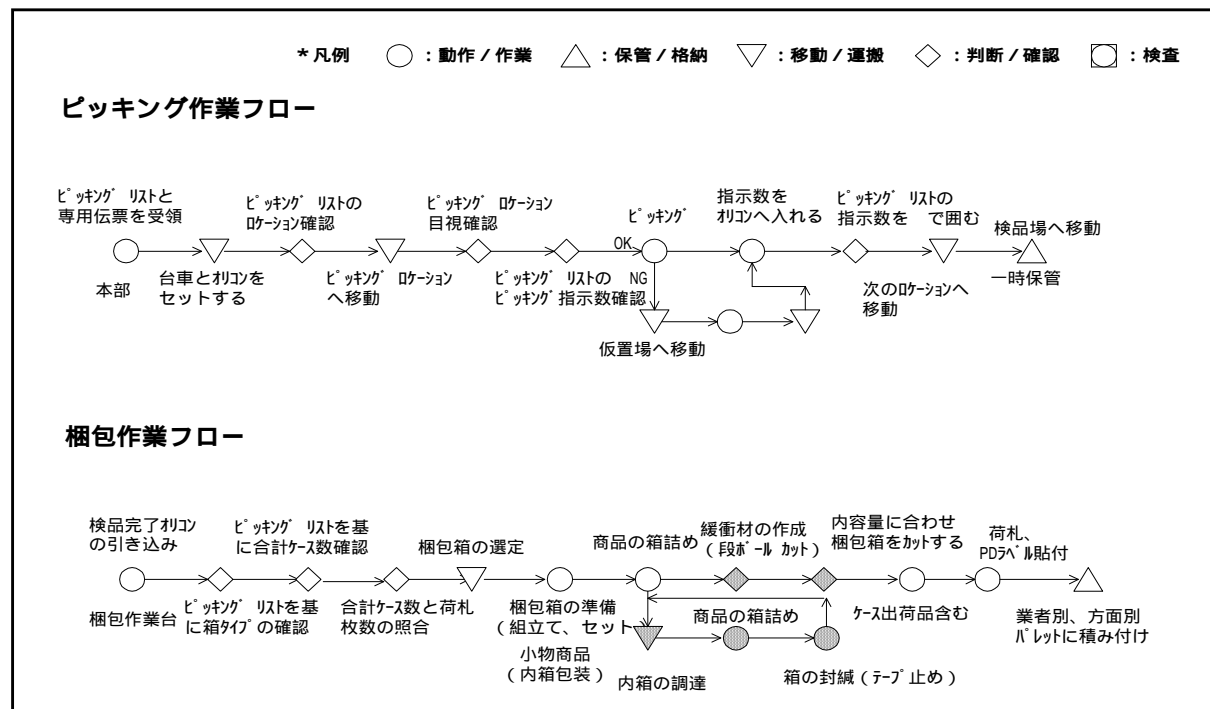 *凡例 ○:動作/作業 △:保管/格納 ▽:移動/運搬 ◇:判断/確認 :検査
ピッキング作業フロー
ピッキング リストと
専用伝票を受領
本部
台車とオリコンを
セットする
ピッキング リストの
ロケーション確認
ピッキング ロケーション
へ移動
ピッキング ロケーション
目視確認
ピッキング リストの
ピッキング指示数確認
OK
NG
ピッキング
仮置場へ移動
指示数を
オリコンへ入れる
ピッキング リストの
指示数を で囲む
次のロケーションへ
移動
検品場へ移動
一時保管
梱包作業フロー
検品完了オリコン
の引き込み
梱包作業台
ピッキング リストを基
に箱タイプの確認
ピッキング リストを基
に合計ケース数確認
合計ケース数と荷札
枚数の照合
梱包箱の選定
梱包箱の準備
(組立て、セット
小物商品
(内箱包装)
商品の箱詰め
内箱の調達
商品の箱詰め
箱の封緘(テープ止め)
緩衝材の作成
(段ボール カット)
内容量に合わせ
梱包箱をカットする
ケース出荷品含む
荷札、
PDラベル貼付
業者別、方面別
パレットに積み付け